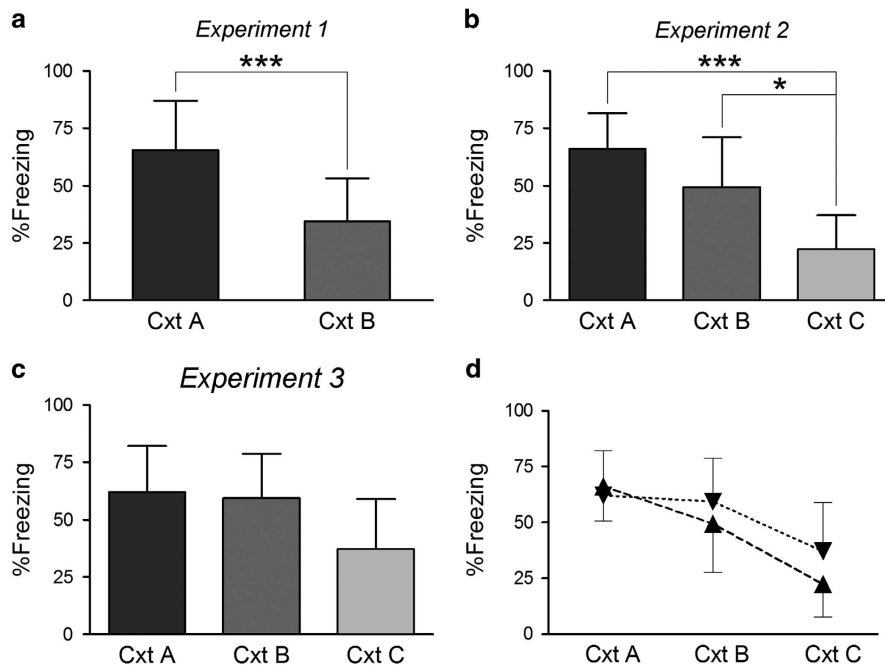 a
Experiment 1
***
100
75
50
25
0
%Freezing
Cxt A Cxt B
b
Experiment 2
***
*
100
75
50
25
0
%Freezing
Cxt A Cxt B Cxt C
c
Experiment 3
100
75
50
25
0
%Freezing
Cxt A Cxt B Cxt C
d
100
75
50
25
0
%Freezing
Cxt A Cxt B Cxt C